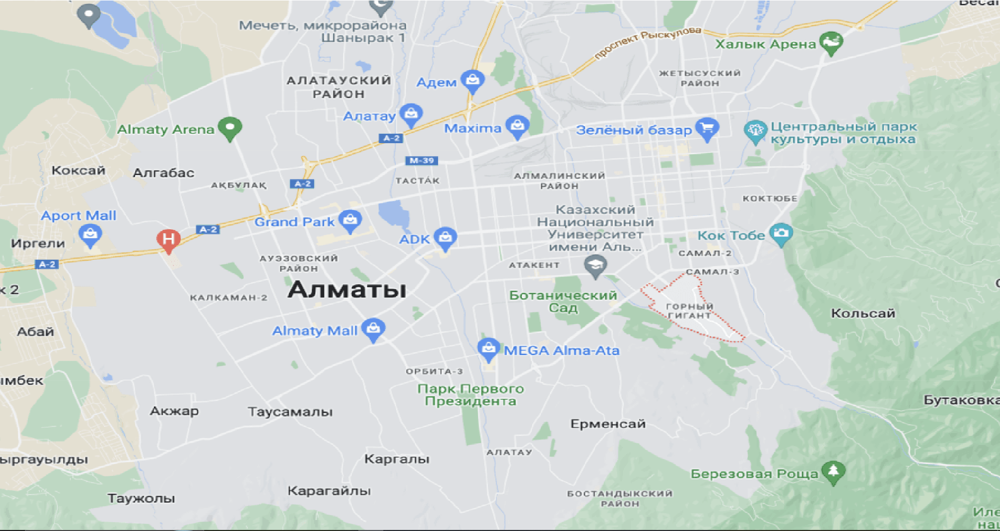 Мечеть, микрорайона
Шанырак 1
проспект Рыскулова
Халык Арена
ЖЕТЫСУСКИЙ
РАЙОН
АЛАТАУСКИЙ
РАЙОН
Адем
Алатау
Maxima
Almaty Arena
Зелёный базар
Центральный парк
культуры и отдыха
A-2
M-39
Коксай
Алгабас
АҚБҰЛАҚ
A-2
ТАСТАК
АЛМАЛИНСКИЙ
РАЙОН
КОКТЮБЕ
Aport Mall
A-2
Grand Park
Казахский
Национальный
Университет
имени Аль...
Кок Тобе
Иргели
H
ADK
A-2
АУЭЗОВСКИЙ
РАЙОН
АТАКЕНТ
САМАЛ-2
САМАЛ-3
к 2
Алматы
КАЛКАМАН-2
Ботанический
Сад
ГОРНЫЙ
ГИГАНТ
Кольсай
Абай
Almaty Mall
MEGA Alma-Ata
ымбек
ОРБИТА-3
Парк Первого
Президента
Бутаковка
Акжар
Таусамалы
Ерменсай
ыргауылды
Каргалы
АЛАТАУ
Березовая Роща
Таужолы
Карагайлы
БОСТАНДЫКСКИЙ
РАЙОН
Иле
нац